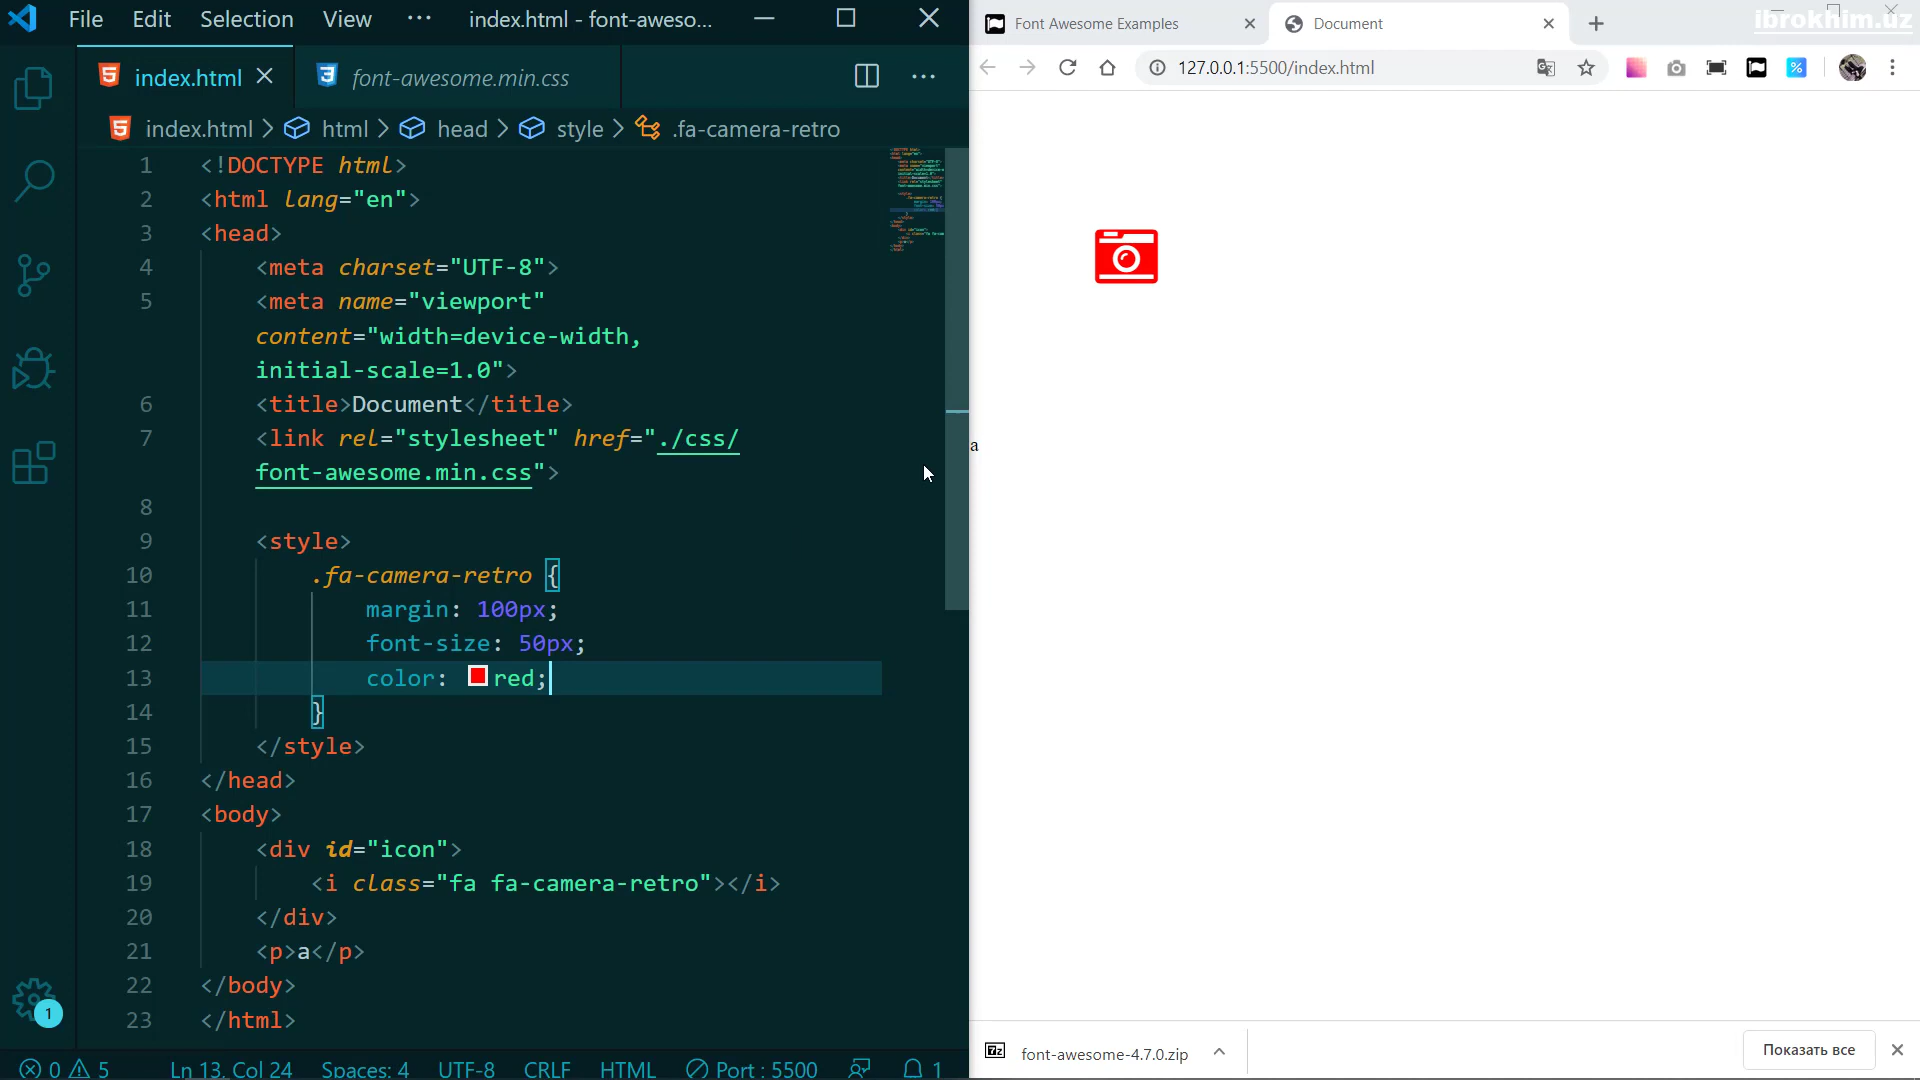 File Edit Selection View ··· index.html - font-aweso...
index.html font-awesome.min.css
index.html > html > head > style > .fa-camera-retro
1 <!DOCTYPE html>
2 <html lang="en">
3 <head>
4 <meta charset="UTF-8">
5 <meta name="viewport"
content="width=device-width,
initial-scale=1.0">
6 <title>Document</title>
7 <link rel="stylesheet" href="./css/
font-awesome.min.css">
8
9 <style>
10 .fa-camera-retro {
11 margin: 100px;
12 font-size: 50px;
13 color: red;
14 }
15 </style>
16 </head>
17 <body>
18 <div id="icon">
19 <i class="fa fa-camera-retro"></i>
20 </div>
21 <p>a</p>
22 </body>
23 </html>
1
0 5 Ln 13, Col 24 Spaces: 4 UTF-8 CRLF HTML Port : 5500 1
Font Awesome Examples Document
ibrokhim.uz
127.0.0.1:5500/index.html
a
7z font-awesome-4.7.0.zip Показать все